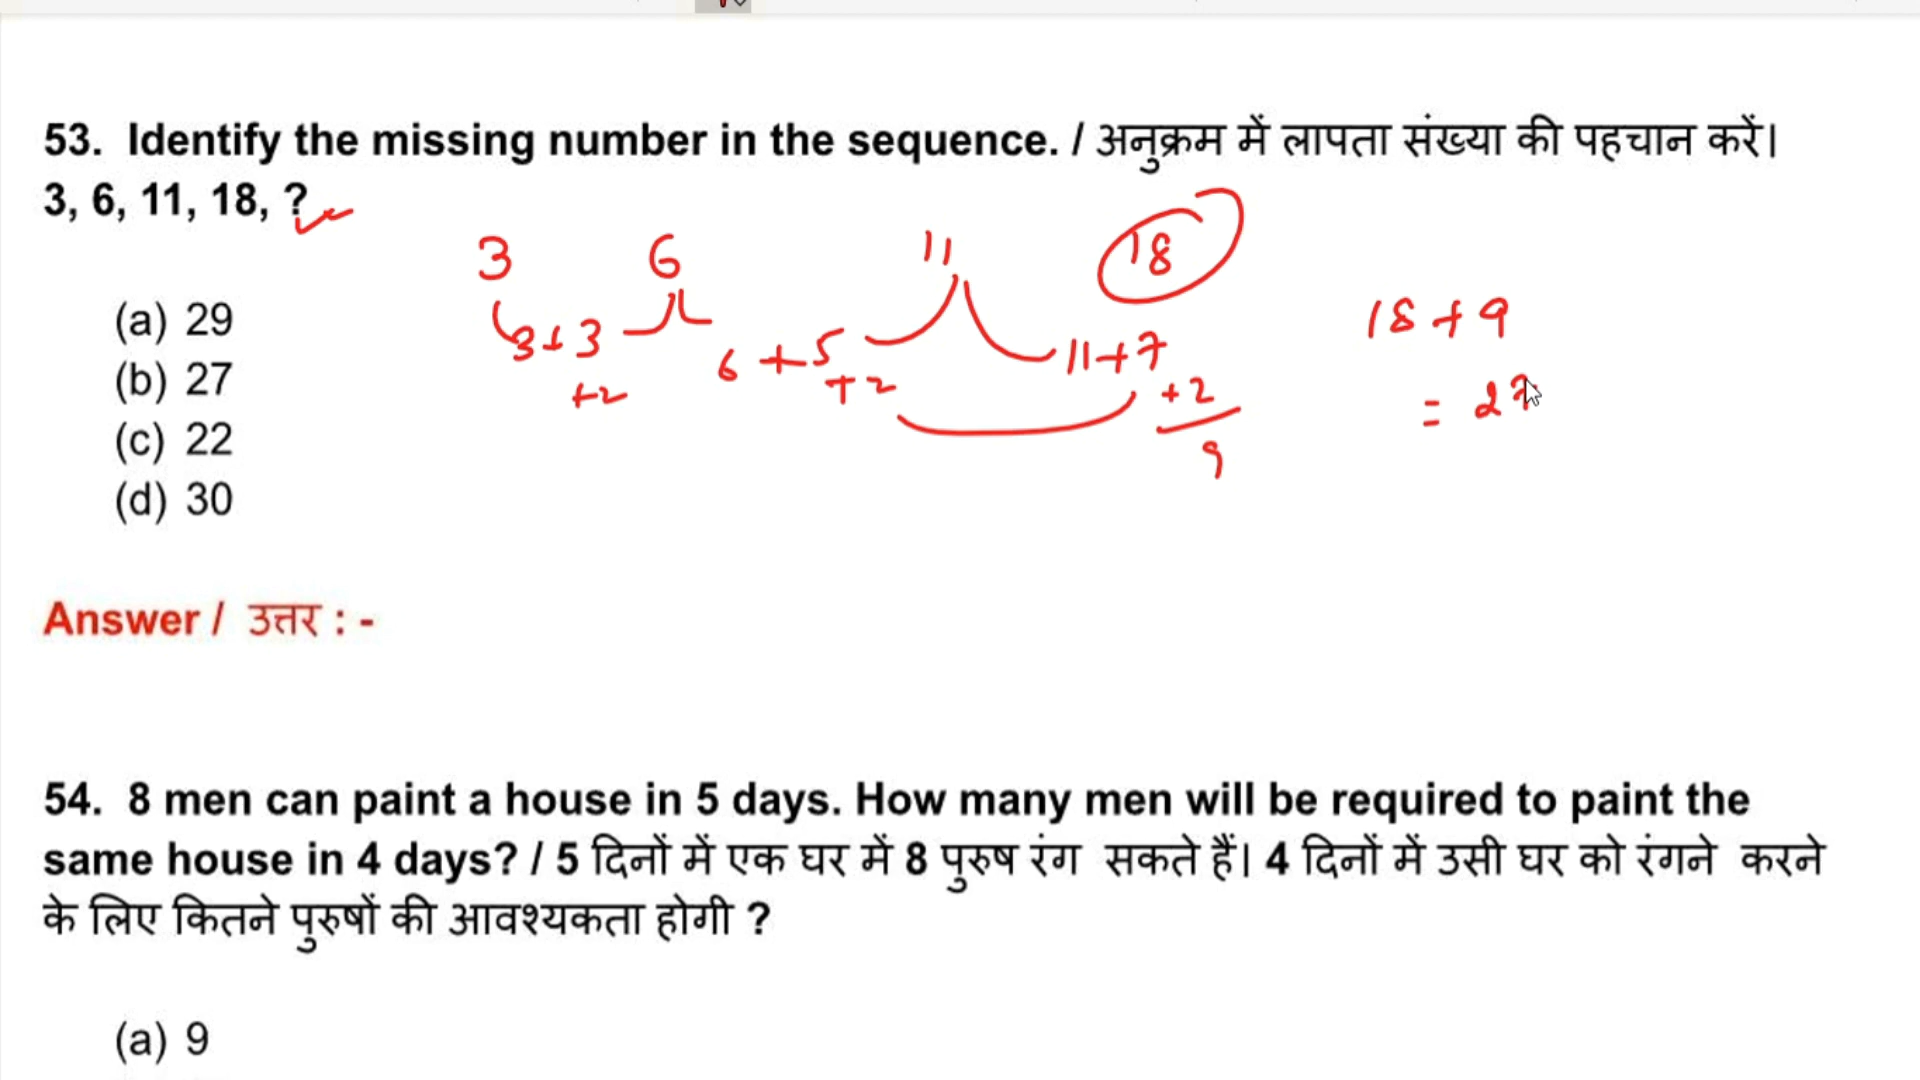 53. Identify the missing number in the sequence. / अनुक्रम में लापता संख्या की पहचान करें।
3, 6, 11, 18, ?
3 6 11 18
3+3 6 +5 11+7 18+9
+2 +2 +2 = 27
9
(a) 29
(b) 27
(c) 22
(d) 30
Answer / उत्तर : -
54. 8 men can paint a house in 5 days. How many men will be required to paint the
same house in 4 days? / 5 दिनों में एक घर में 8 पुरुष रंग सकते हैं। 4 दिनों में उसी घर को रंगने करने
के लिए कितने पुरुषों की आवश्यकता होगी ?
(a) 9